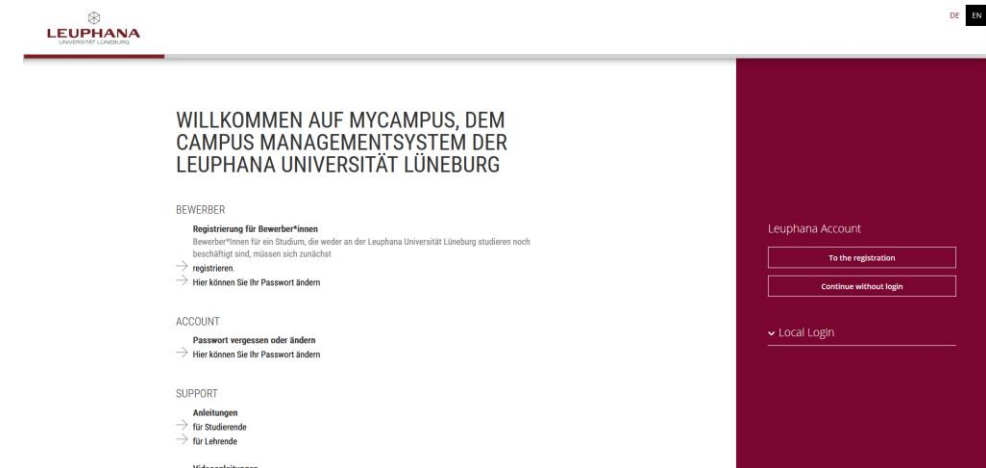 LEUPHANA
UNIVERSITÄT LÜNEBURG
DE EN
WILLKOMMEN AUF MYCAMPUS, DEM
CAMPUS MANAGEMENTSYSTEM DER
LEUPHANA UNIVERSITÄT LÜNEBURG
BEWERBER
Registrierung für Bewerber*innen
Bewerber*Innen für ein Studium, die weder an der Leuphana Universität Lüneburg studieren noch
beschäftigt sind, müssen sich zunächst
registrieren.
Hier können Sie Ihr Passwort ändern
ACCOUNT
Passwort vergessen oder ändern
Hier können Sie Ihr Passwort ändern
SUPPORT
Anleitungen
für Studierende
für Lehrende
Videoanleitungen
Leuphana Account
To the registration
Continue without login
Local Login